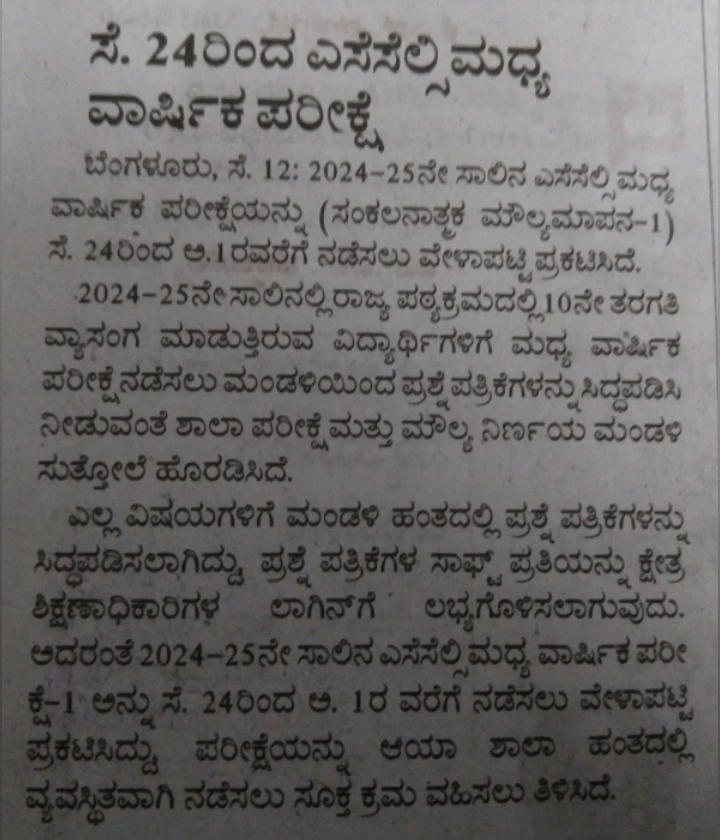 ಸೆ. 24ರಿಂದ ಎಸೆಸೆಲ್ಸಿ ಮಧ್ಯ
ವಾರ್ಷಿಕ ಪರೀಕ್ಷೆ
ಬೆಂಗಳೂರು, ಸೆ. 12: 2024-25ನೇ ಸಾಲಿನ ಎಸೆಸೆಲ್ಸಿ ಮಧ್ಯ
ವಾರ್ಷಿಕ ಪರೀಕ್ಷೆಯನ್ನು (ಸಂಕಲನಾತ್ಮಕ ಮೌಲ್ಯಮಾಪನ-1)
ಸೆ. 24ರಿಂದ ಅ.1ರವರೆಗೆ ನಡೆಸಲು ವೇಳಾಪಟ್ಟಿ ಪ್ರಕಟಿಸಿದೆ.
2024-25ನೇ ಸಾಲಿನಲ್ಲಿ ರಾಜ್ಯ ಪಠ್ಯಕ್ರಮದಲ್ಲಿ 10ನೇ ತರಗತಿ
ವ್ಯಾಸಂಗ ಮಾಡುತ್ತಿರುವ ವಿದ್ಯಾರ್ಥಿಗಳಿಗೆ ಮಧ್ಯ ವಾರ್ಷಿಕ
ಪರೀಕ್ಷೆ ನಡೆಸಲು ಮಂಡಳಿಯಿಂದ ಪ್ರಶ್ನೆ ಪತ್ರಿಕೆಗಳನ್ನು ಸಿದ್ಧಪಡಿಸಿ
ನೀಡುವಂತೆ ಶಾಲಾ ಪರೀಕ್ಷೆ ಮತ್ತು ಮೌಲ್ಯ ನಿರ್ಣಯ ಮಂಡಳಿ
ಸುತ್ತೋಲೆ ಹೊರಡಿಸಿದೆ.
ಎಲ್ಲ ವಿಷಯಗಳಿಗೆ ಮಂಡಳಿ ಹಂತದಲ್ಲಿ ಪ್ರಶ್ನೆ ಪತ್ರಿಕೆಗಳನ್ನು
ಸಿದ್ಧಪಡಿಸಲಾಗಿದ್ದು, ಪ್ರಶ್ನೆ ಪತ್ರಿಕೆಗಳ ಸಾಫ್ಟ್ ಪ್ರತಿಯನ್ನು ಕ್ಷೇತ್ರ
ಶಿಕ್ಷಣಾಧಿಕಾರಿಗಳ ಲಾಗಿನ್‌ಗೆ ಲಭ್ಯಗೊಳಿಸಲಾಗುವುದು.
ಅದರಂತೆ 2024-25ನೇ ಸಾಲಿನ ಎಸೆಸೆಲ್ಸಿ ಮಧ್ಯ ವಾರ್ಷಿಕ ಪರೀ
ಕ್ಷೆ-1 ಅನ್ನು ಸೆ. 24ರಿಂದ ಅ. 1ರ ವರೆಗೆ ನಡೆಸಲು ವೇಳಾಪಟ್ಟಿ
ಪ್ರಕಟಿಸಿದ್ದು, ಪರೀಕ್ಷೆಯನ್ನು ಆಯಾ ಶಾಲಾ ಹಂತದಲ್ಲಿ
ವ್ಯವಸ್ಥಿತವಾಗಿ ನಡೆಸಲು ಸೂಕ್ತ ಕ್ರಮ ವಹಿಸಲು ತಿಳಿಸಿದೆ.